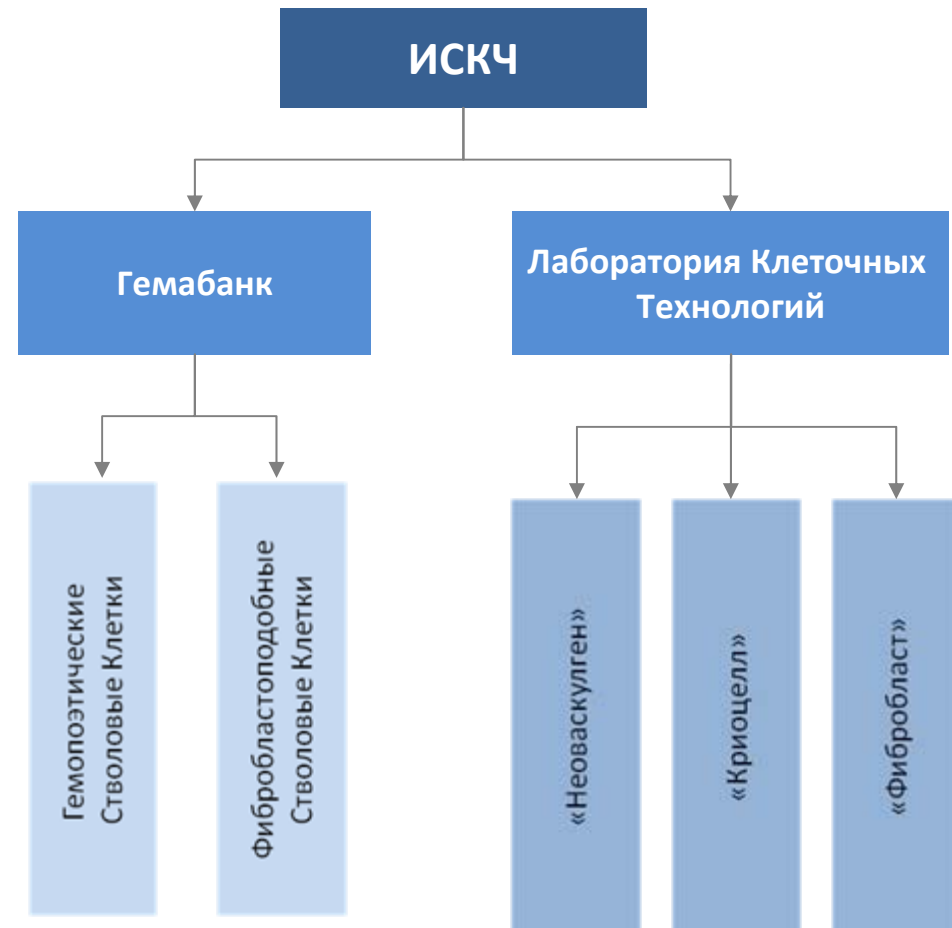 ИСКЧ
Гемабанк
Лаборатория Клеточных
Технологий
Гемопоэтические
Стволовые Клетки
Фибробластоподобные
Стволовые Клетки
«Неоваскулген»
«Криоцелл»
«Фибробласт»